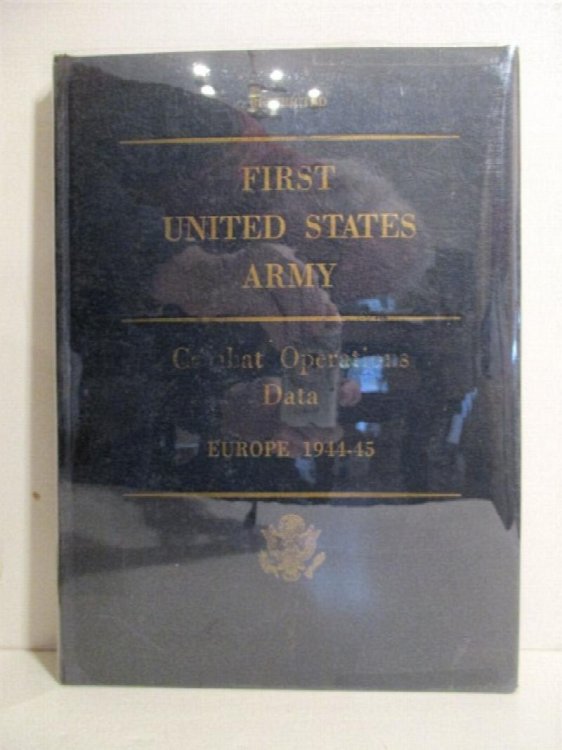 FIRST
UNITED STATES
ARMY
Combat Operations
Data
EUROPE 1944-45